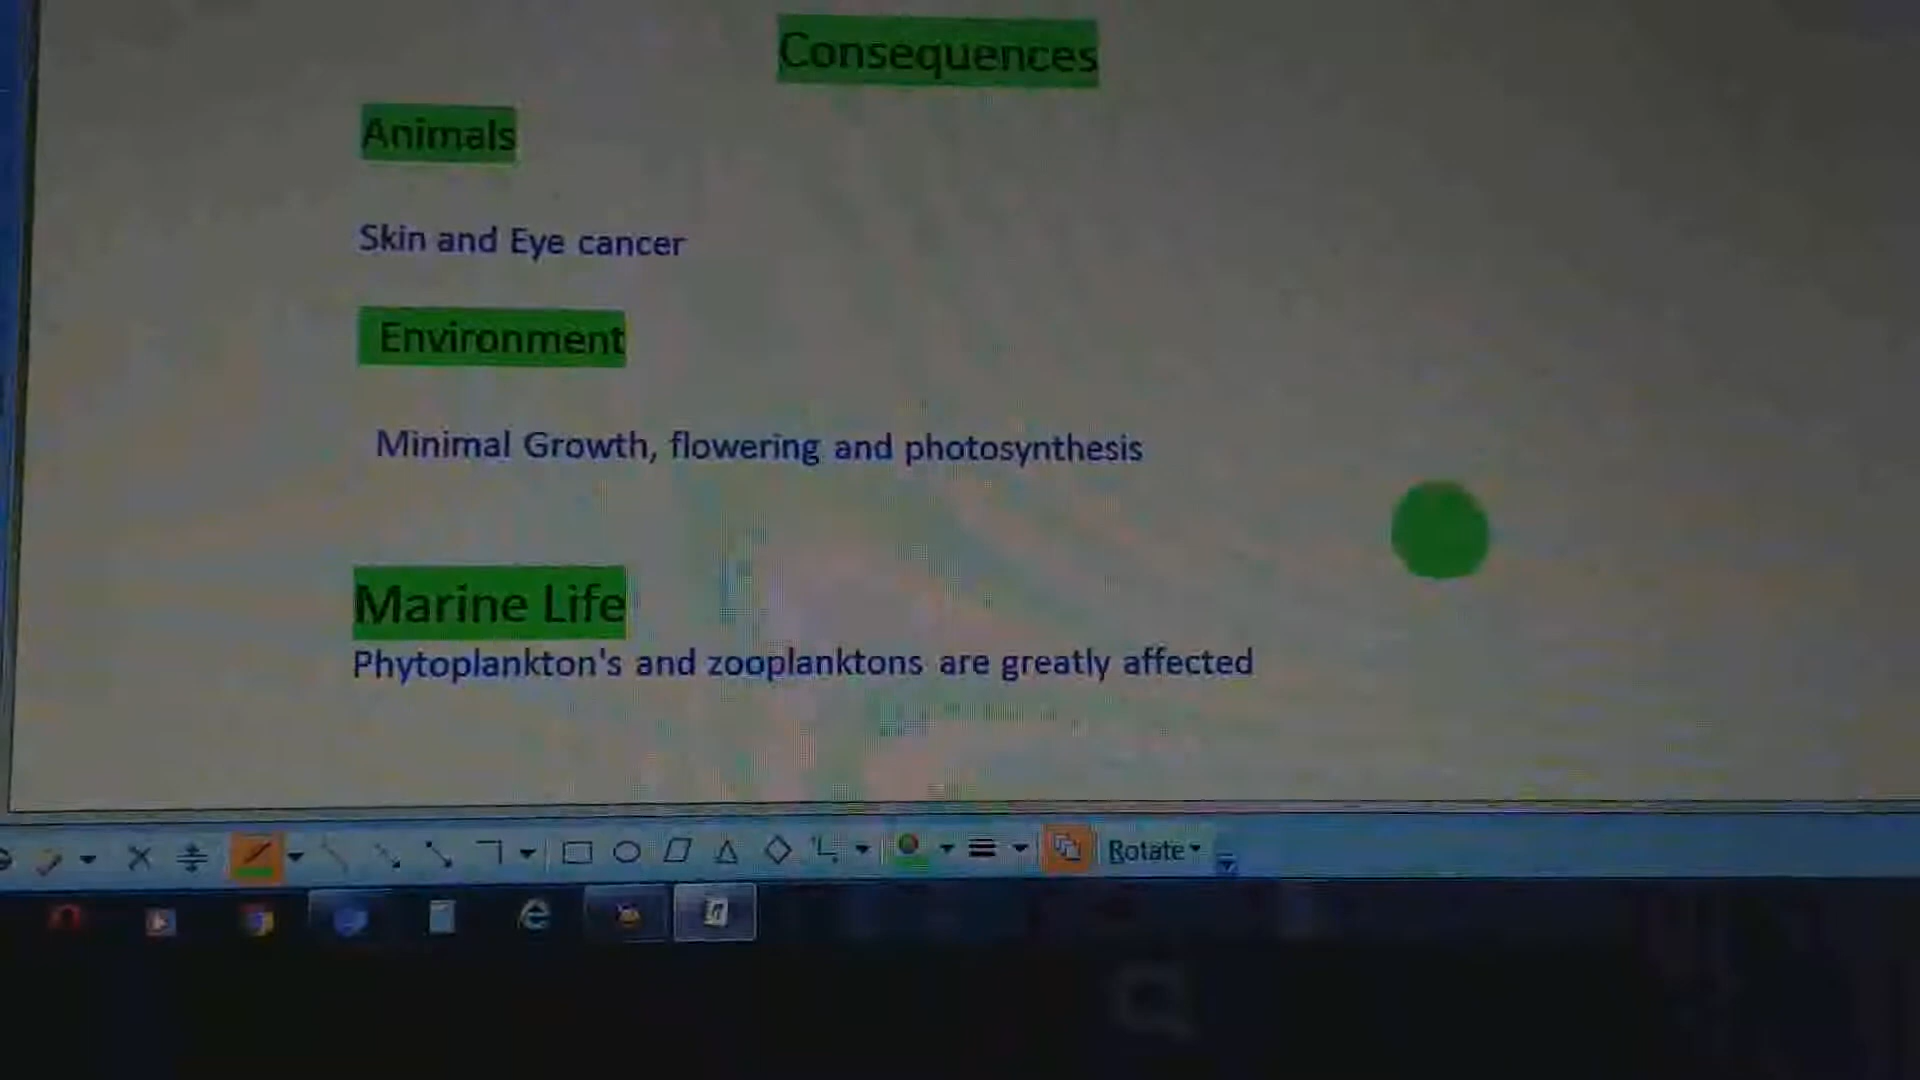 Consequences
Animals
Skin and Eye cancer
Environment
Minimal Growth, flowering and photosynthesis
Marine Life
Phytoplankton's and zooplanktons are greatly affected
Rotate